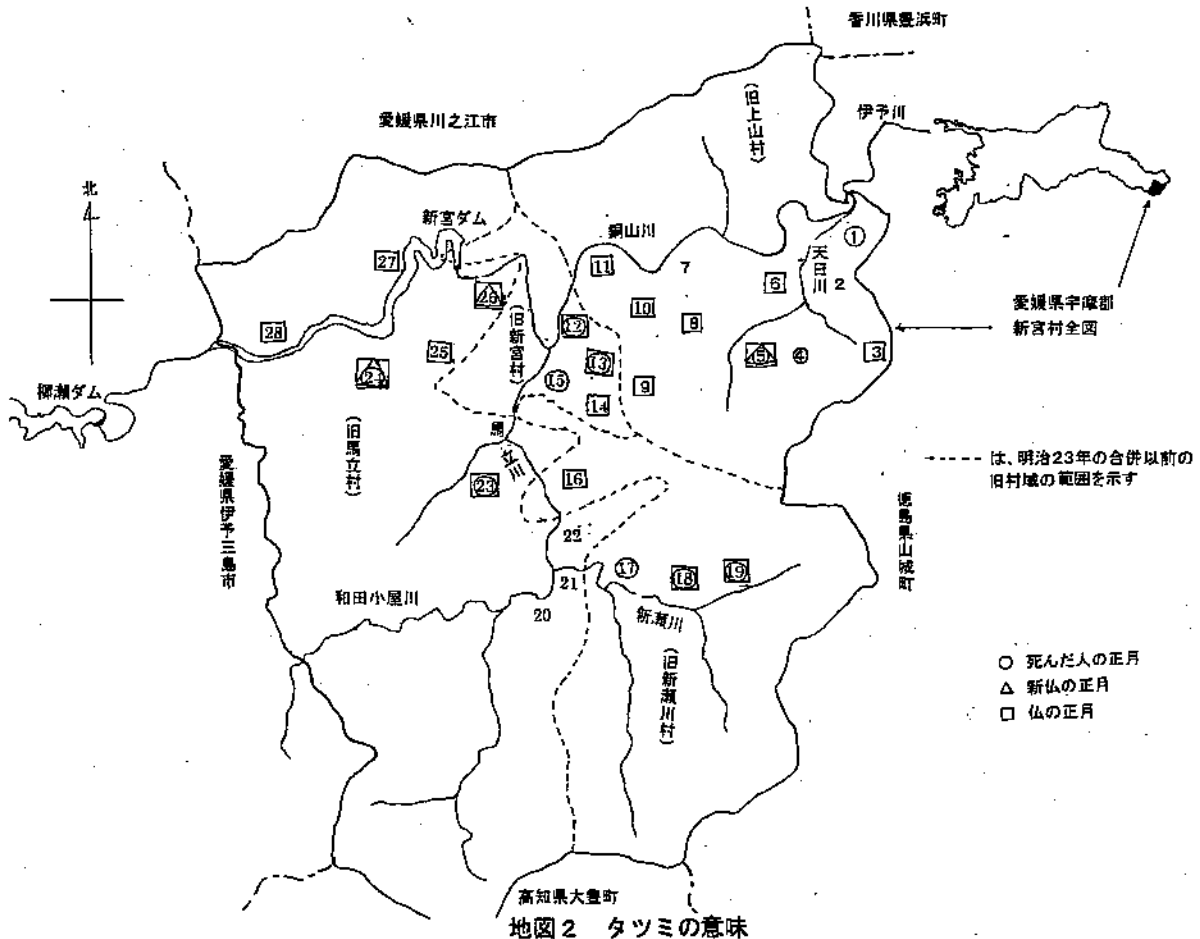 香川県豊浜町
伊予川
(旧上山村)
愛媛県川之江市
北
新宮ダム
銅山川
天日川
愛媛県宇摩郡
新宮村全図
1
2
3
4
5
6
7
8
9
10
11
12
13
14
15
16
17
18
19
20
21
22
23
24
25
26
27
28
(旧新宮村)
柳瀬ダム
(旧馬立村)
馬立川
愛媛県伊予三島市
-----は、明治23年の合併以前の
旧村域の範囲を示す
徳島県山城町
和田小屋川
新瀬川
(旧新瀬川村)
○ 死んだ人の正月
△ 新仏の正月
□ 仏の正月
高知県大豊町
地図2 タツミの意味